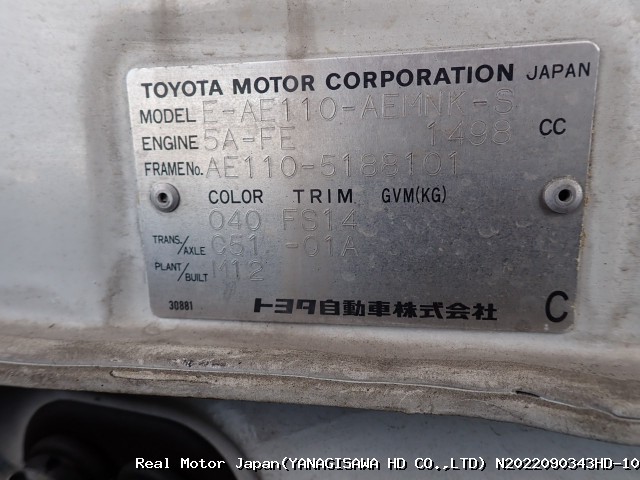 TOYOTA MOTOR CORPORATION JAPAN
MODEL E-AE110-AEMNK-S
ENGINE 5A-FE 1498 CC
FRAME No. AE110-5188101
COLOR TRIM GVM(KG)
040 FS14
TRANS./AXLE C51 -01A
PLANT/BUILT M12
30881 トヨタ自動車株式会社 C
Real Motor Japan(YANAGISAWA HD CO.,LTD) N2022090343HD-10